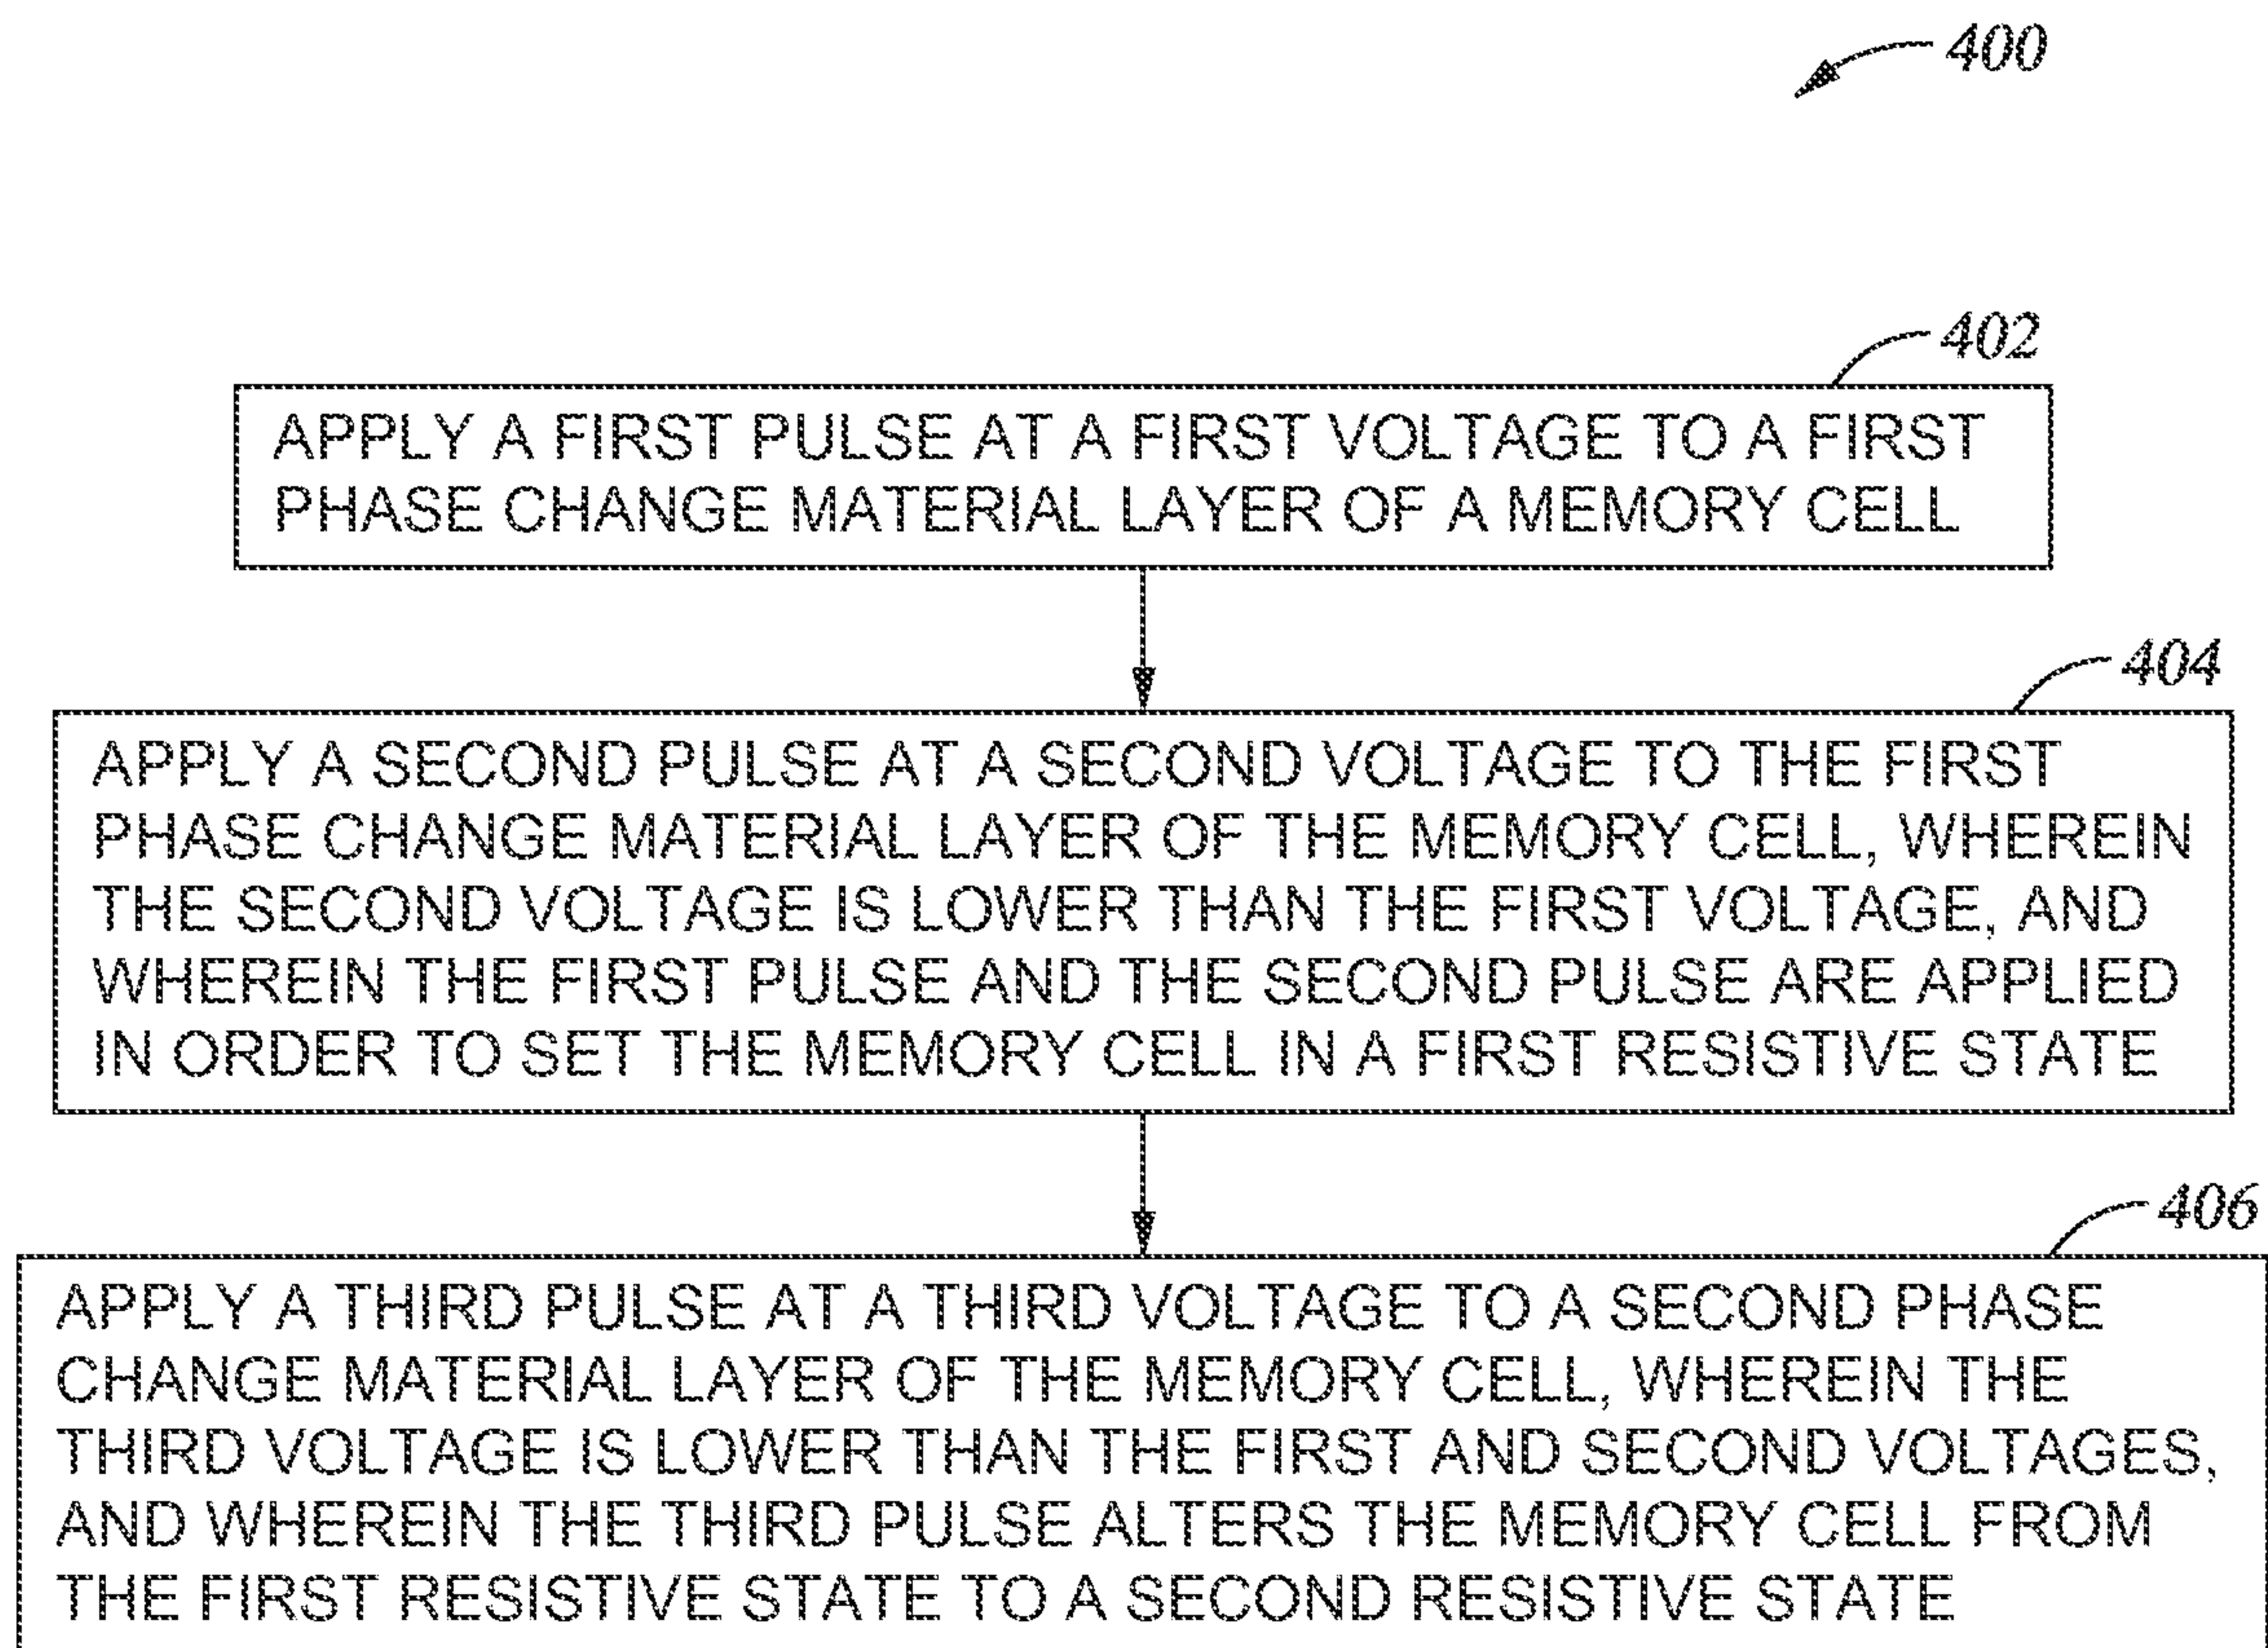 400
402
APPLY A FIRST PULSE AT A FIRST VOLTAGE TO A FIRST
PHASE CHANGE MATERIAL LAYER OF A MEMORY CELL
404
APPLY A SECOND PULSE AT A SECOND VOLTAGE TO THE FIRST
PHASE CHANGE MATERIAL LAYER OF THE MEMORY CELL, WHEREIN
THE SECOND VOLTAGE IS LOWER THAN THE FIRST VOLTAGE, AND
WHEREIN THE FIRST PULSE AND THE SECOND PULSE ARE APPLIED
IN ORDER TO SET THE MEMORY CELL IN A FIRST RESISTIVE STATE
406
APPLY A THIRD PULSE AT A THIRD VOLTAGE TO A SECOND PHASE
CHANGE MATERIAL LAYER OF THE MEMORY CELL, WHEREIN THE
THIRD VOLTAGE IS LOWER THAN THE FIRST AND SECOND VOLTAGES,
AND WHEREIN THE THIRD PULSE ALTERS THE MEMORY CELL FROM
THE FIRST RESISTIVE STATE TO A SECOND RESISTIVE STATE